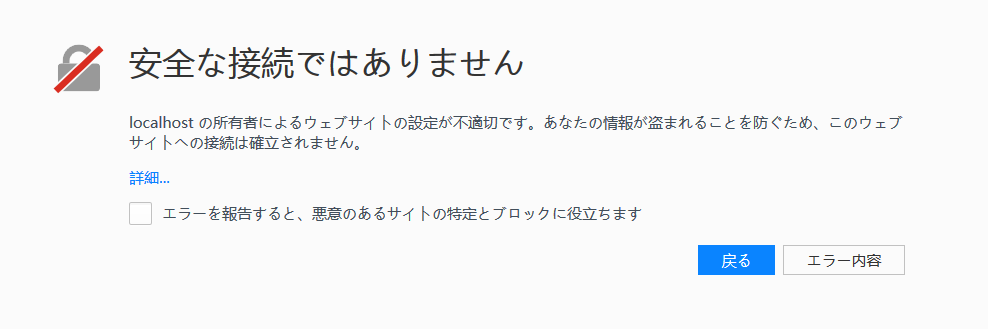 安全な接続ではありません
localhost の所有者によるウェブサイトの設定が不適切です。あなたの情報が盗まれることを防ぐため、このウェブ
サイトへの接続は確立されません。
詳細...
エラーを報告すると、悪意のあるサイトの特定とブロックに役立ちます
戻る エラー内容